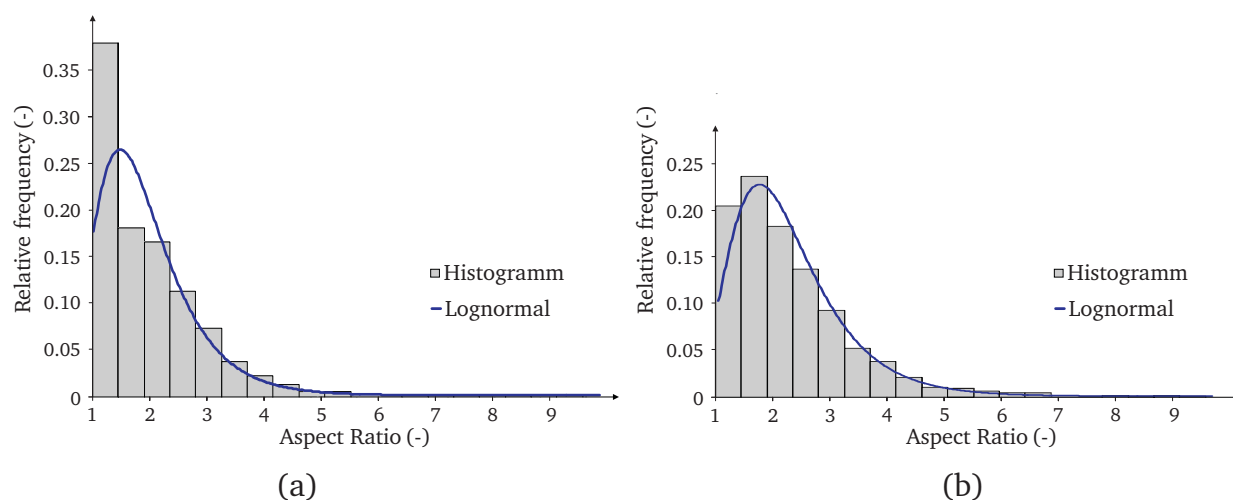 Relative frequency (-)
0.35
0.30
0.25
0.20
0.15
0.10
0.05
0
1 2 3 4 5 6 7 8 9
Aspect Ratio (-)
Histogramm
Lognormal
(a)
Relative frequency (-)
0.25
0.20
0.15
0.10
0.05
0
1 2 3 4 5 6 7 8 9
Aspect Ratio (-)
Histogramm
Lognormal
(b)